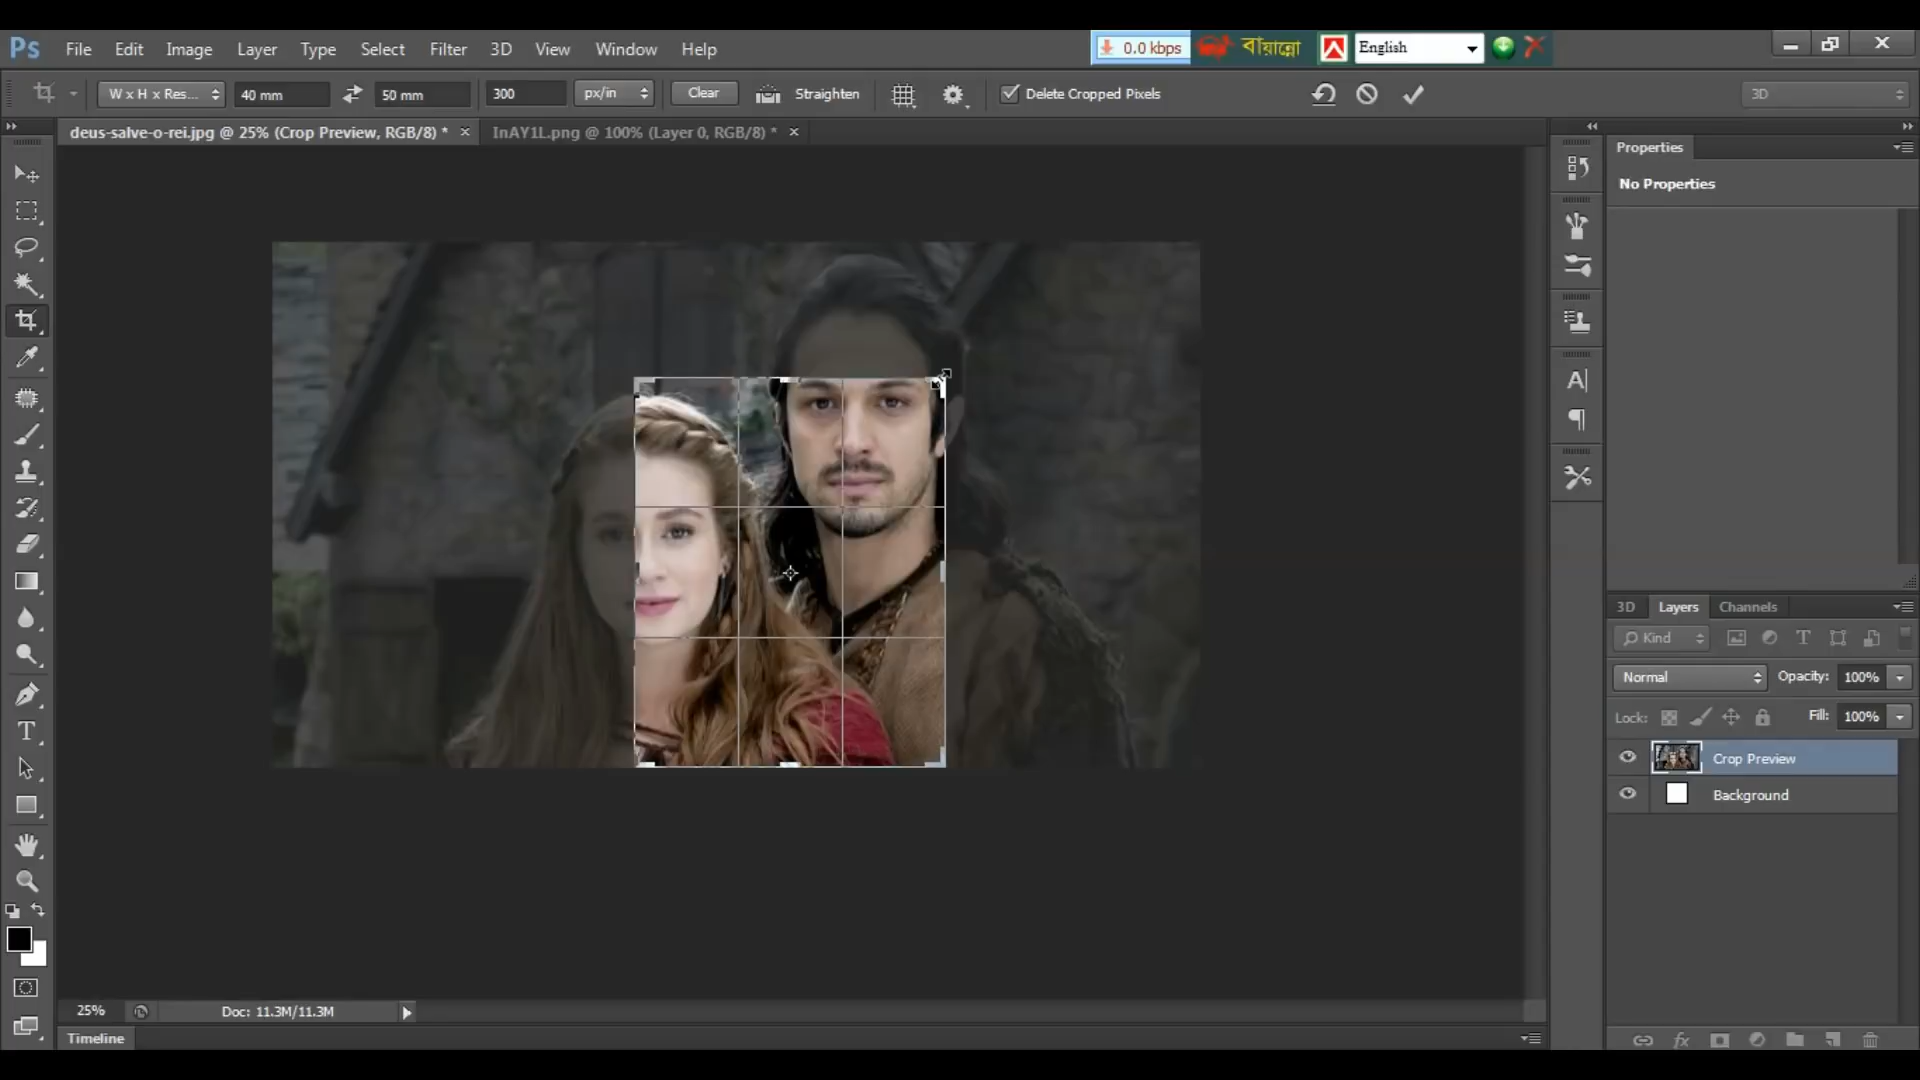 Ps File Edit Image Layer Type Select Filter 3D View Window Help 0.0 kbps বায়ান্নো English
W x H x Res... 40 mm 50 mm 300 px/in Clear Straighten Delete Cropped Pixels 3D
deus-salve-o-rei.jpg @ 25% (Crop Preview, RGB/8) * × InAY1L.png @ 100% (Layer 0, RGB/8) * ×
Properties
No Properties
3D Layers Channels
Kind
Normal Opacity: 100%
Lock: Fill: 100%
Crop Preview
Background
25% Doc: 11.3M/11.3M
Timeline